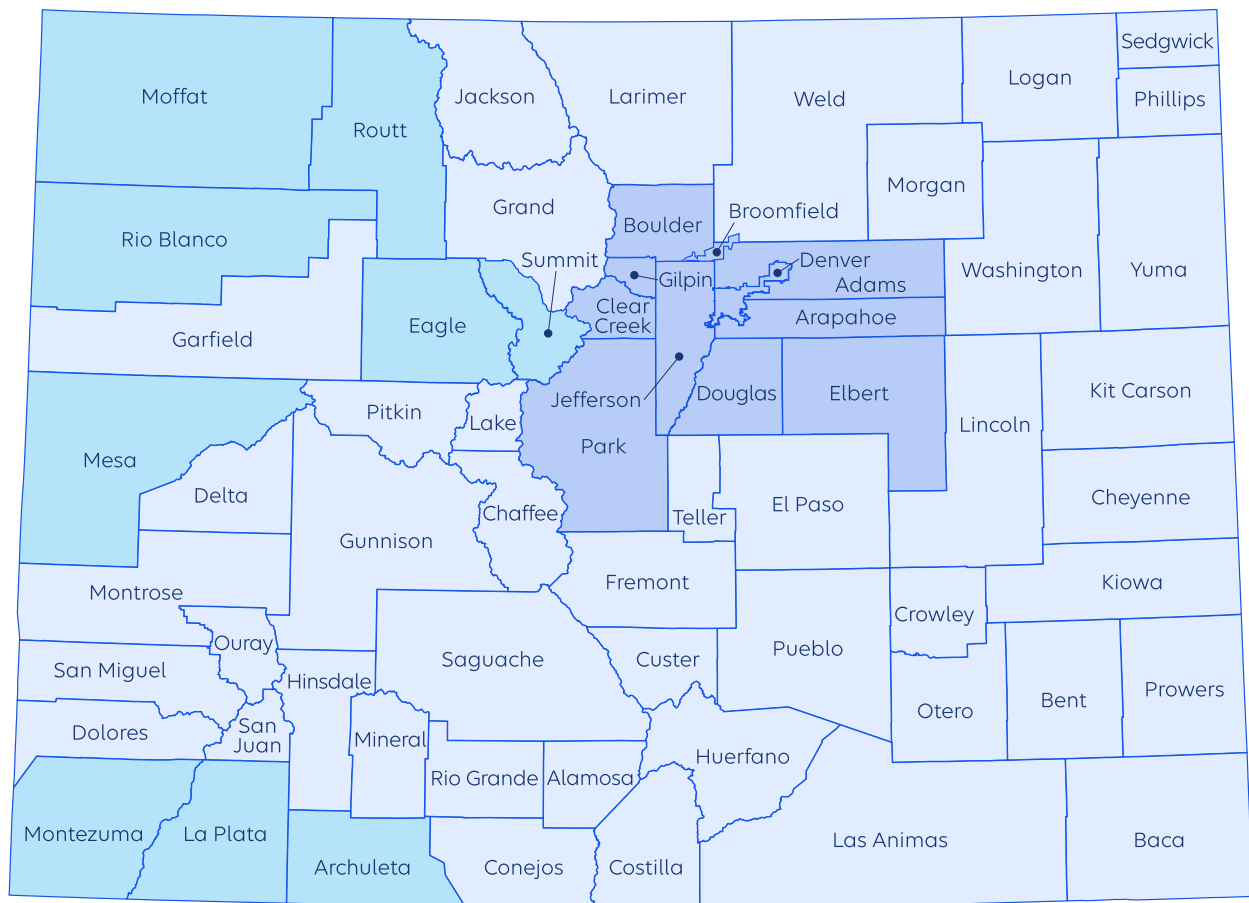 Sedgwick
Moffat
Jackson
Larimer
Weld
Logan
Phillips
Routt
Morgan
Grand
Boulder
Broomfield
Rio Blanco
Summit
Denver
Washington
Yuma
Gilpin
Adams
Clear
Creek
Arapahoe
Eagle
Garfield
Jefferson
Douglas
Elbert
Kit Carson
Pitkin
Lake
Lincoln
Park
Mesa
Delta
Cheyenne
Chaffee
Teller
El Paso
Gunnison
Fremont
Kiowa
Montrose
Crowley
Ouray
Saguache
Custer
Pueblo
San Miguel
Hinsdale
Prowers
Bent
Otero
Dolores
San
Juan
Mineral
Huerfano
Rio Grande
Alamosa
Montezuma
La Plata
Las Animas
Baca
Archuleta
Conejos
Costilla